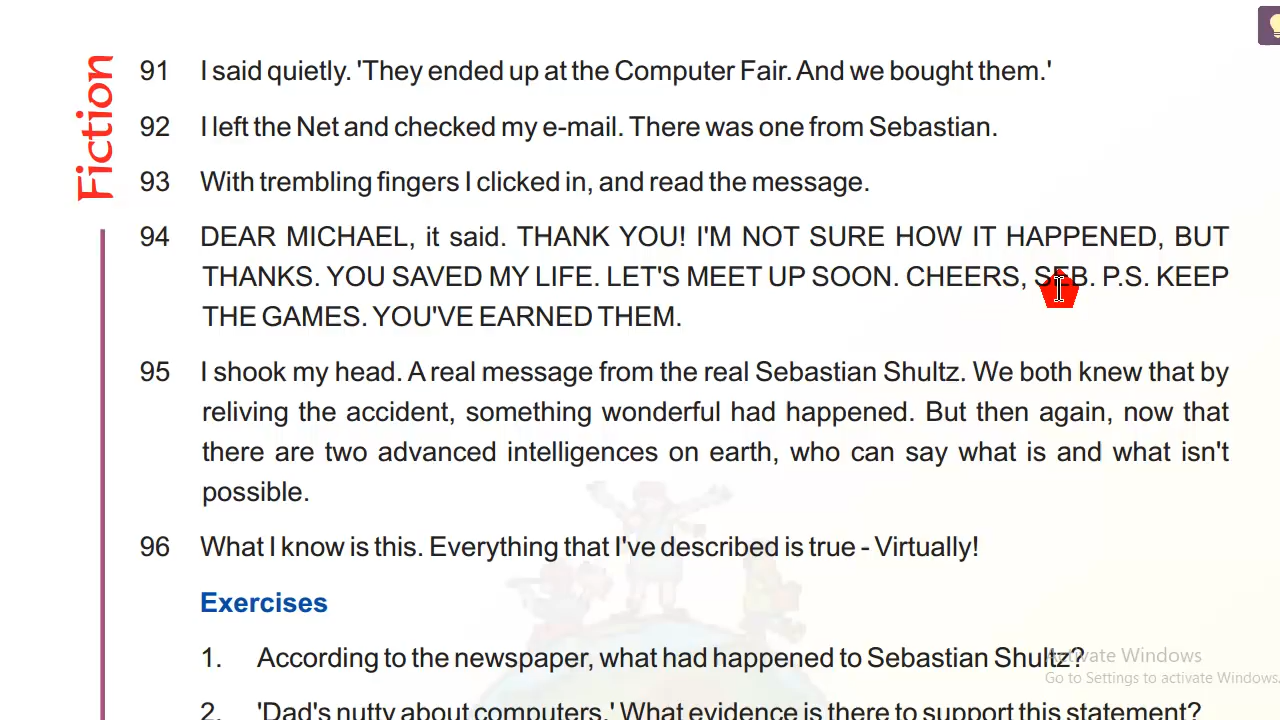 Fiction
91 I said quietly. 'They ended up at the Computer Fair. And we bought them.'
92 I left the Net and checked my e-mail. There was one from Sebastian.
93 With trembling fingers I clicked in, and read the message.
94 DEAR MICHAEL, it said. THANK YOU! I'M NOT SURE HOW IT HAPPENED, BUT
THANKS. YOU SAVED MY LIFE. LET'S MEET UP SOON. CHEERS, SEB. P.S. KEEP
THE GAMES. YOU'VE EARNED THEM.
95 I shook my head. A real message from the real Sebastian Shultz. We both knew that by
reliving the accident, something wonderful had happened. But then again, now that
there are two advanced intelligences on earth, who can say what is and what isn't
possible.
96 What I know is this. Everything that I've described is true - Virtually!
Exercises
1. According to the newspaper, what had happened to Sebastian Shultz?
Activate Windows
Go to Settings to activate Windows.
2. 'Dad's nutty about computers.' What evidence is there to support this statement?